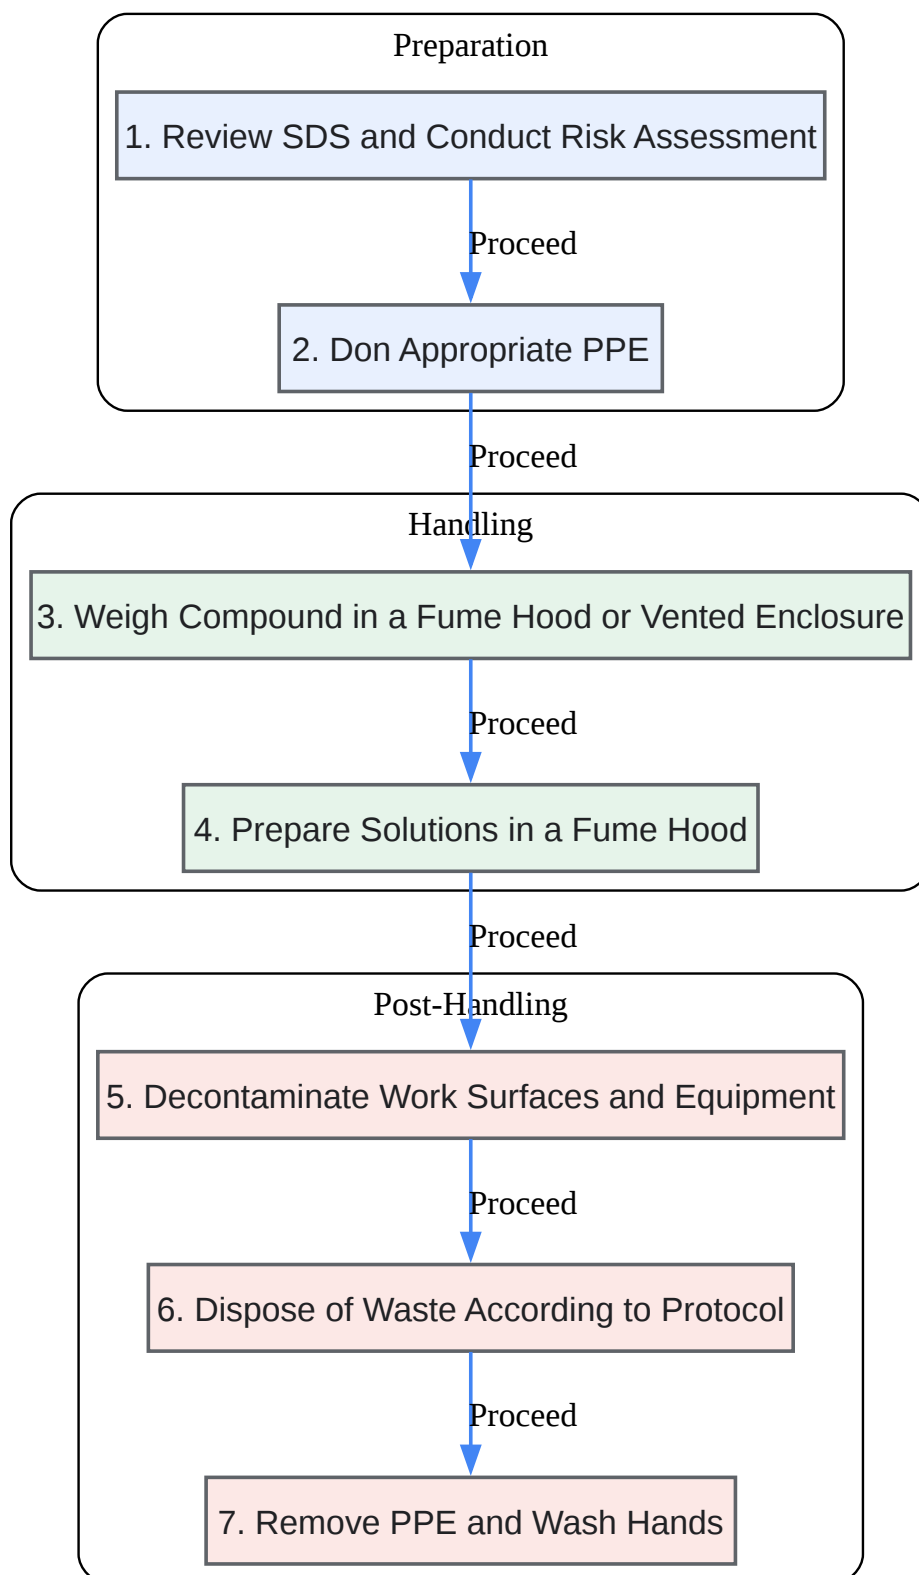 Preparation
1. Review SDS and Conduct Risk Assessment
Proceed
2. Don Appropriate PPE
Proceed
Handling
3. Weigh Compound in a Fume Hood or Vented Enclosure
Proceed
4. Prepare Solutions in a Fume Hood
Proceed
Post-Handling
5. Decontaminate Work Surfaces and Equipment
Proceed
6. Dispose of Waste According to Protocol
Proceed
7. Remove PPE and Wash Hands